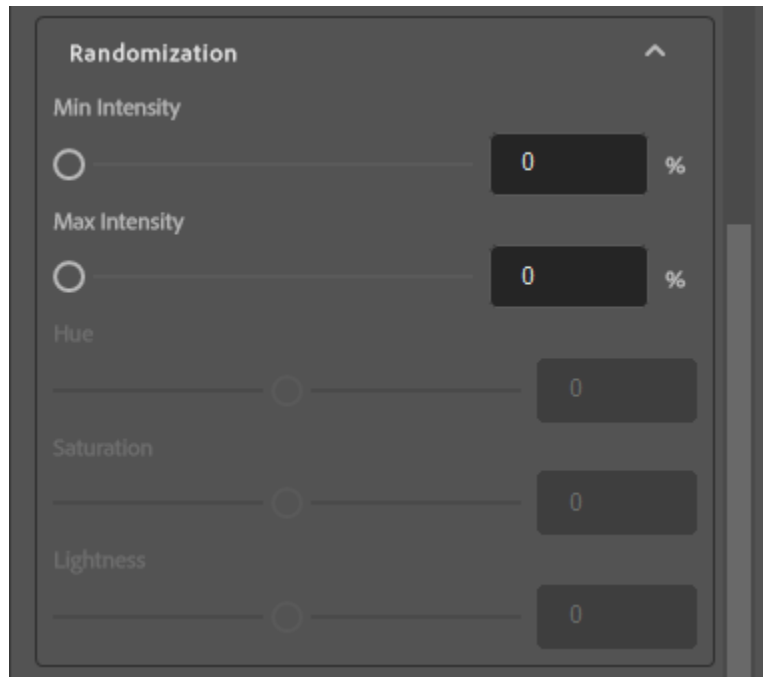 Randomization
Min Intensity
0 %
Max Intensity
0 %
Hue
0
Saturation
0
Lightness
0